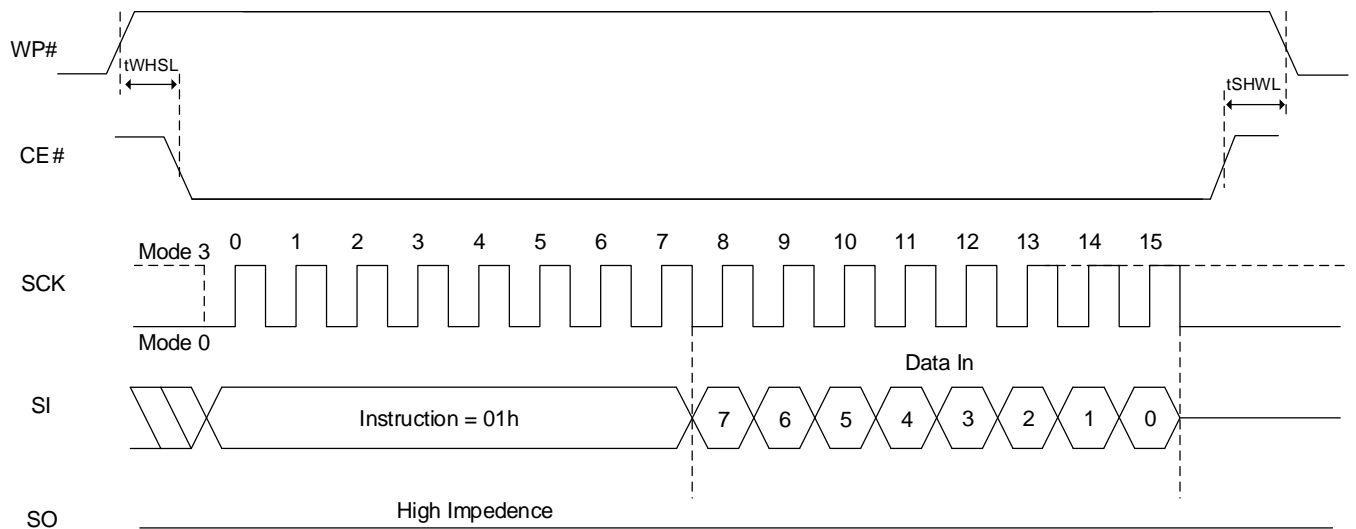 WP#
tWHSL
tSHWL
CE#
0 1 2 3 4 5 6 7 8 9 10 11 12 13 14 15
Mode 3
SCK
Mode 0
Data In
SI
Instruction = 01h
7 6 5 4 3 2 1 0
High Impedence
SO